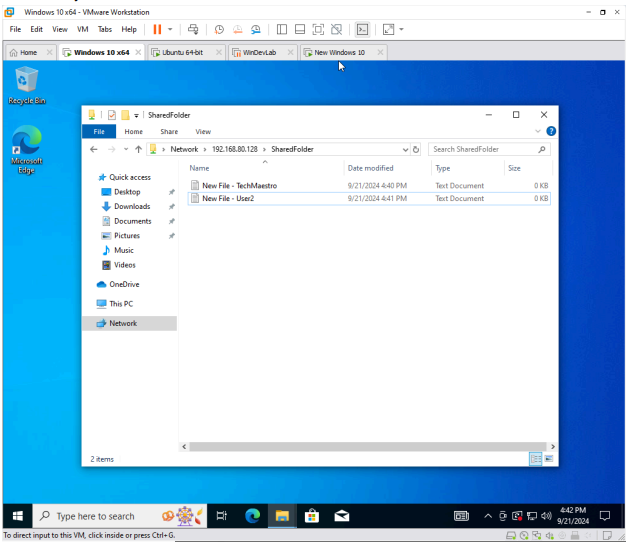 Windows 10 x64 - VMware Workstation
File Edit View VM Tabs Help
Home Windows 10 x64 Ubuntu 64-bit WinDevLab New Windows 10
Recycle Bin
Microsoft Edge
SharedFolder
File Home Share View
Network > 192.168.80.128 > SharedFolder
Search SharedFolder
Name Date modified Type Size
Quick access
Desktop
Downloads
Documents
Pictures
Music
Videos
OneDrive
This PC
Network
New File - TechMaestro 9/21/2024 4:40 PM Text Document 0 KB
New File - User2 9/21/2024 4:41 PM Text Document 0 KB
2 items
Type here to search
4:42 PM
9/21/2024
To direct input to this VM, click inside or press Ctrl+G.